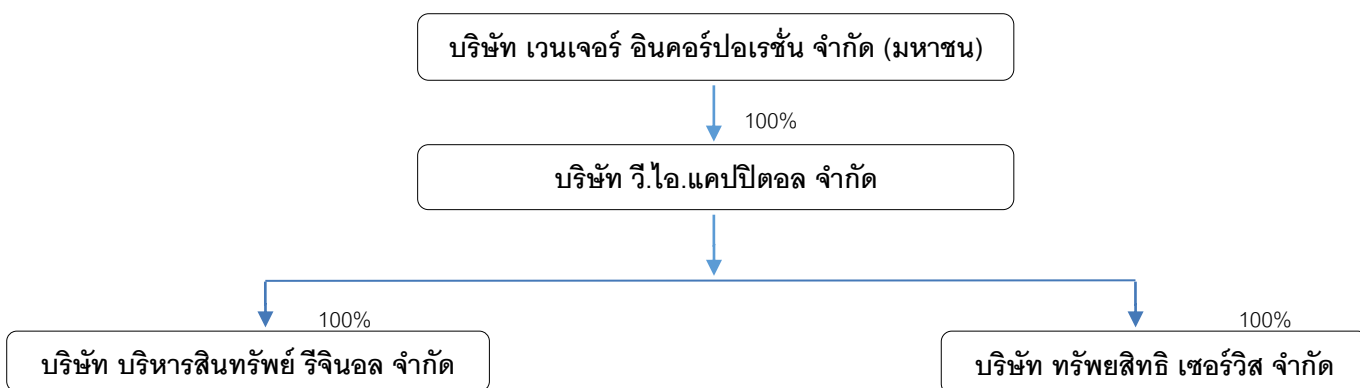 บริษัท เวนเจอร์ อินคอร์ปอเรชั่น จำกัด (มหาชน)
100%
บริษัท วี.ไอ.แคปปิตอล จำกัด
100%
100%
บริษัท บริหารสินทรัพย์ รีจินอล จำกัด
บริษัท ทรัพยสิทธิ เซอร์วิส จำกัด